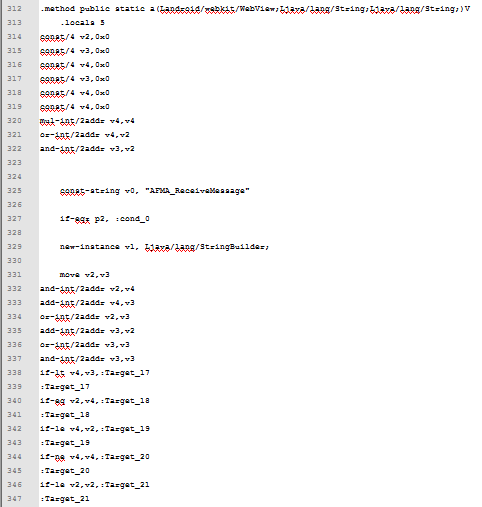 312 .method public static a(Landroid/webkit/WebView;Ljava/lang/String;Ljava/lang/String;)V
313 .locals 5
314 const/4 v2,0x0
315 const/4 v3,0x0
316 const/4 v4,0x0
317 const/4 v3,0x0
318 const/4 v4,0x0
319 const/4 v4,0x0
320 mul-int/2addr v4,v4
321 or-int/2addr v4,v2
322 and-int/2addr v3,v2
323
324
325 const-string v0, "AFMA_ReceiveMessage"
326
327 if-eqz p2, :cond_0
328
329 new-instance v1, Ljava/lang/StringBuilder;
330
331 move v2,v3
332 and-int/2addr v2,v4
333 add-int/2addr v4,v3
334 or-int/2addr v2,v3
335 add-int/2addr v3,v2
336 or-int/2addr v3,v3
337 and-int/2addr v3,v3
338 if-lt v4,v3,:Target_17
339 :Target_17
340 if-eq v2,v4,:Target_18
341 :Target_18
342 if-le v4,v2,:Target_19
343 :Target_19
344 if-ne v4,v4,:Target_20
345 :Target_20
346 if-le v2,v2,:Target_21
347 :Target_21